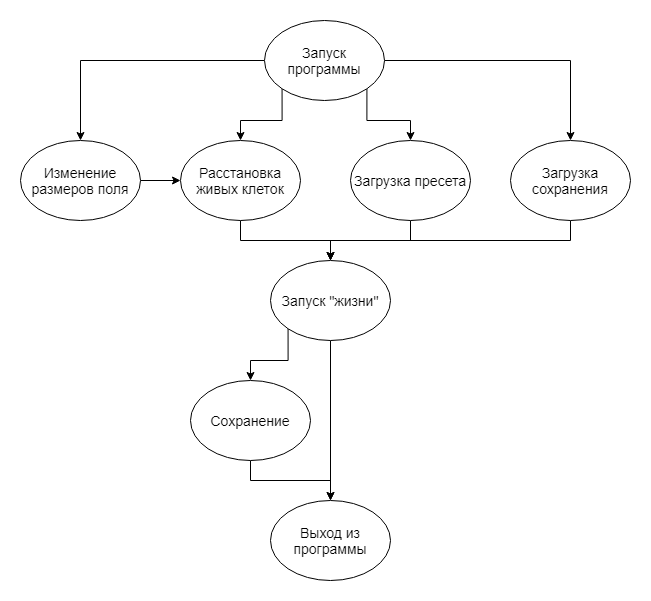 Запуск
программы
Изменение
размеров поля
Расстановка
живых клеток
Загрузка пресета
Загрузка
сохранения
Запуск "жизни"
Сохранение
Выход из
программы